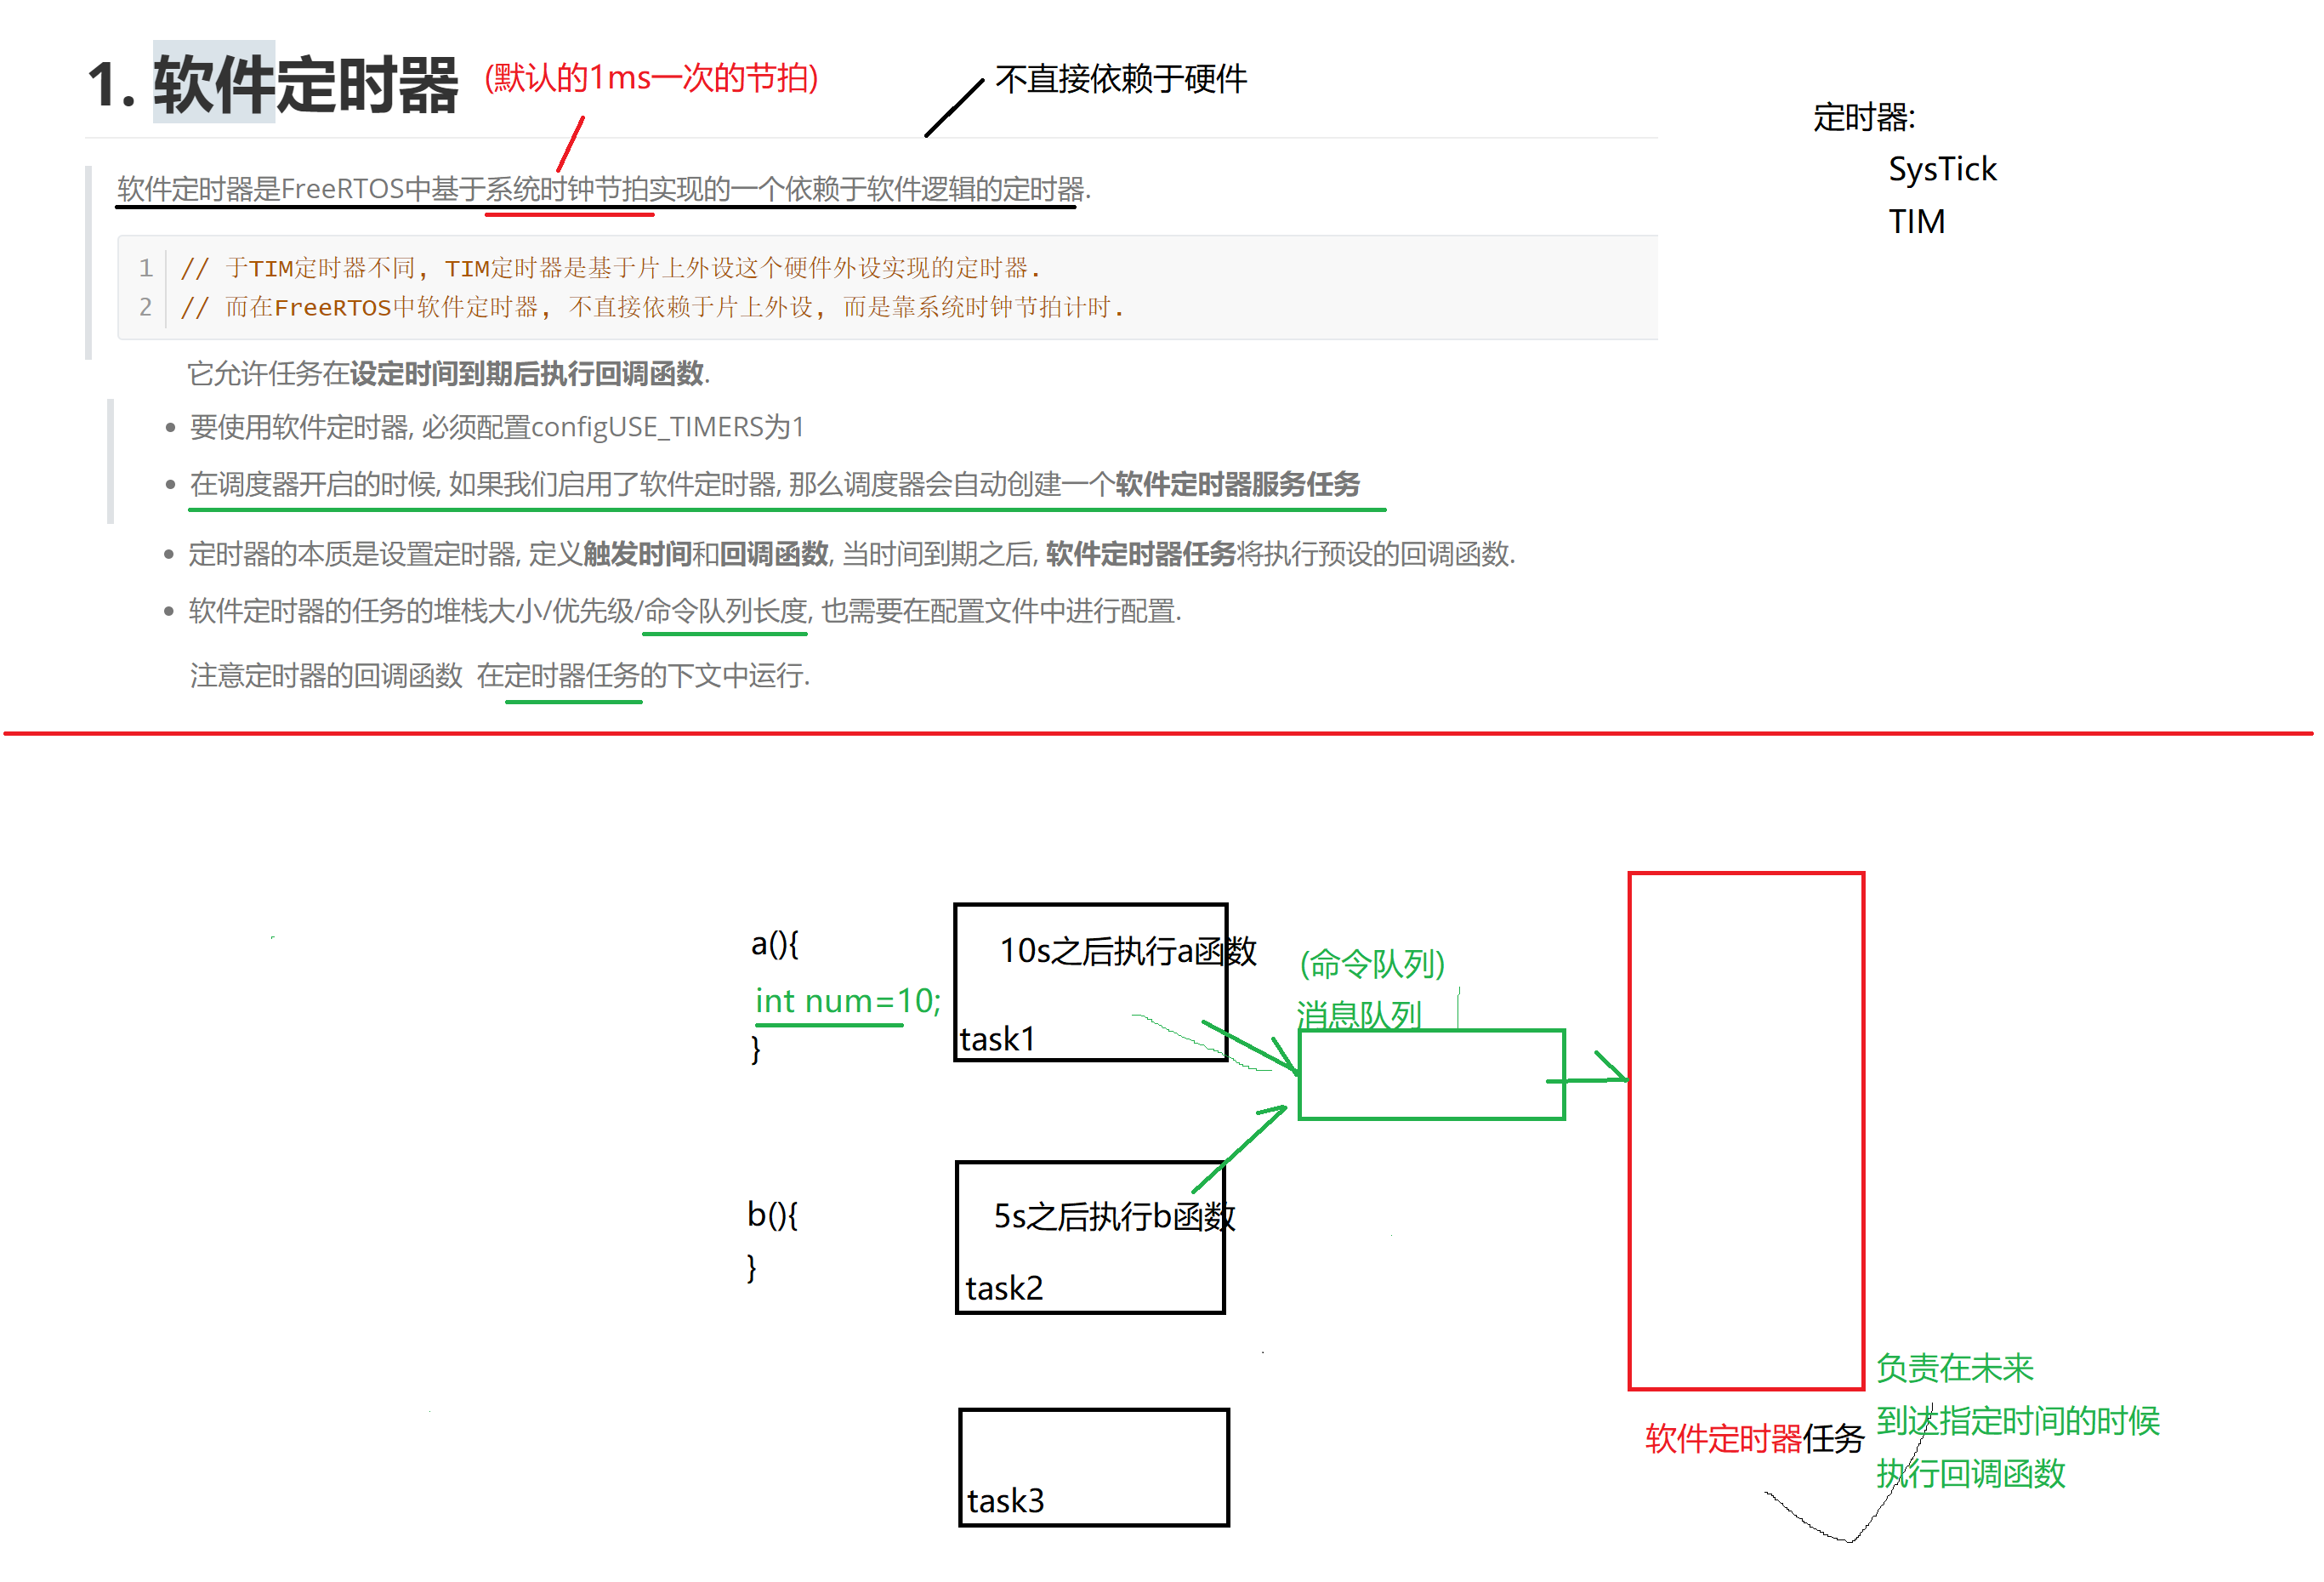 1. 软件定时器 (默认的1ms一次的节拍) 不直接依赖于硬件
定时器:
SysTick
TIM
软件定时器是FreeRTOS中基于系统时钟节拍实现的一个依赖于软件逻辑的定时器.
1 // 于TIM定时器不同, TIM定时器是基于片上外设这个硬件外设实现的定时器.
2 // 而在FreeRTOS中软件定时器, 不直接依赖于片上外设, 而是靠系统时钟节拍计时.
它允许任务在设定时间到期后执行回调函数.
• 要使用软件定时器, 必须配置configUSE_TIMERS为1
• 在调度器开启的时候, 如果我们启用了软件定时器, 那么调度器会自动创建一个软件定时器服务任务
• 定时器的本质是设置定时器, 定义触发时间和回调函数, 当时间到期之后, 软件定时器任务将执行预设的回调函数.
• 软件定时器的任务的堆栈大小/优先级/命令队列长度, 也需要在配置文件中进行配置.
注意定时器的回调函数 在定时器任务的下文中运行.
a(){
int num=10;
}
10s之后执行a函数
task1
(命令队列)
消息队列
b(){
}
5s之后执行b函数
task2
task3
软件定时器任务
负责在未来
到达指定时间的时候
执行回调函数